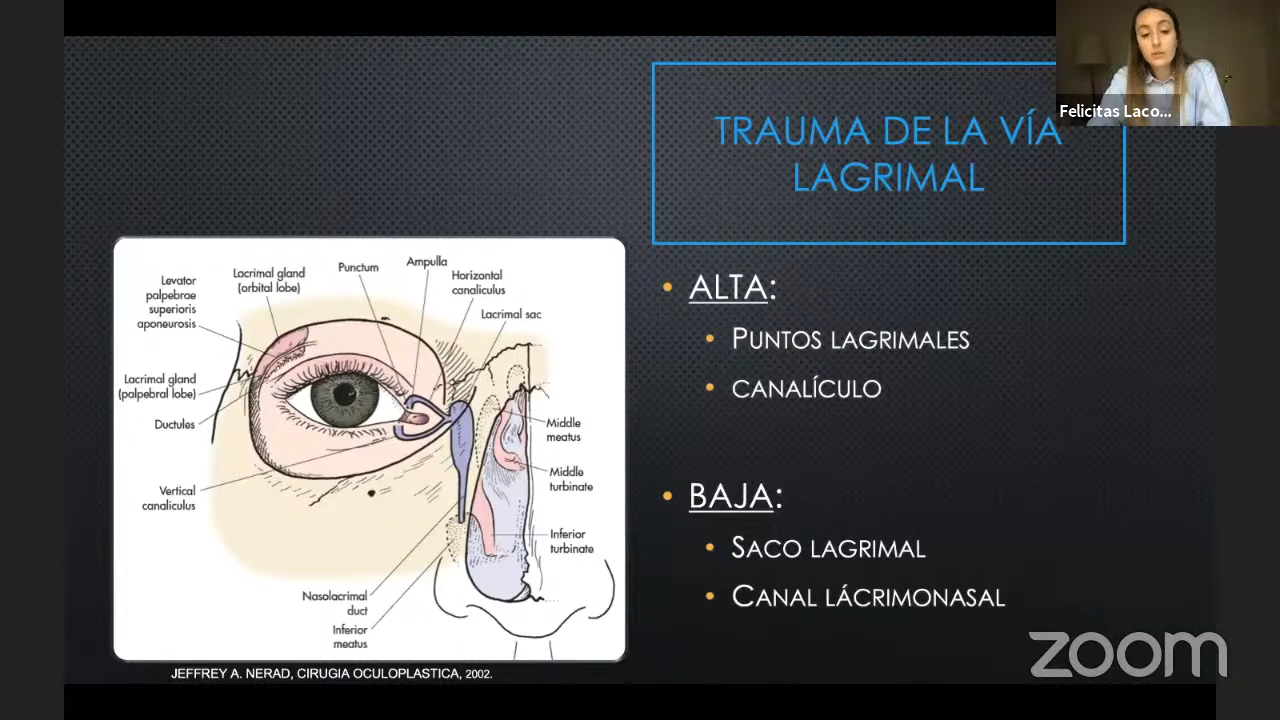 Felicitas Laco...
TRAUMA DE LA VÍA
LAGRIMAL
• ALTA:
• PUNTOS LAGRIMALES
• CANALÍCULO
• BAJA:
• SACO LAGRIMAL
• CANAL LÁCRIMONASAL
Levator
palpebrae
superioris
aponeurosis
Lacrimal gland
(orbital lobe)
Punctum
Ampulla
Horizontal
canaliculus
Lacrimal sac
Lacrimal gland
(palpebral lobe)
Ductules
Vertical
canaliculus
Middle
meatus
Middle
turbinate
Inferior
turbinate
Nasolacrimal
duct
Inferior
meatus
JEFFREY A. NERAD, CIRUGIA OCULOPLASTICA, 2002.
zoom